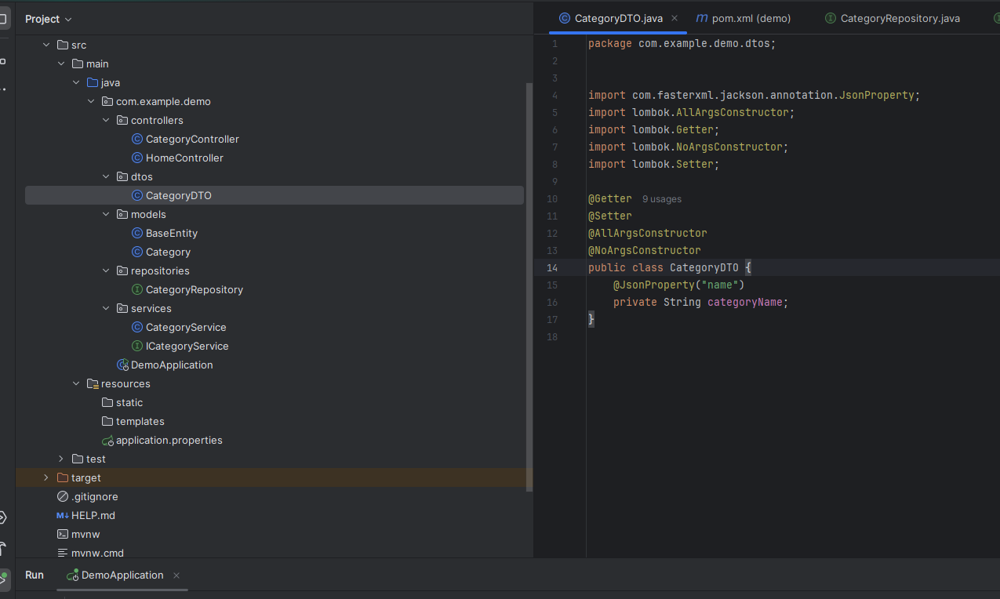 Project
src
main
java
com.example.demo
controllers
CategoryController
HomeController
dtos
CategoryDTO
models
BaseEntity
Category
repositories
CategoryRepository
services
CategoryService
ICategoryService
DemoApplication
resources
static
templates
application.properties
test
target
.gitignore
M↓ HELP.md
mvnw
mvnw.cmd
CategoryDTO.java
m pom.xml (demo)
CategoryRepository.java
1 package com.example.demo.dtos;
2
3
4 import com.fasterxml.jackson.annotation.JsonProperty;
5 import lombok.AllArgsConstructor;
6 import lombok.Getter;
7 import lombok.NoArgsConstructor;
8 import lombok.Setter;
9
10 @Getter 9 usages
11 @Setter
12 @AllArgsConstructor
13 @NoArgsConstructor
14 public class CategoryDTO {
15 @JsonProperty("name")
16 private String categoryName;
17 }
18
Run DemoApplication